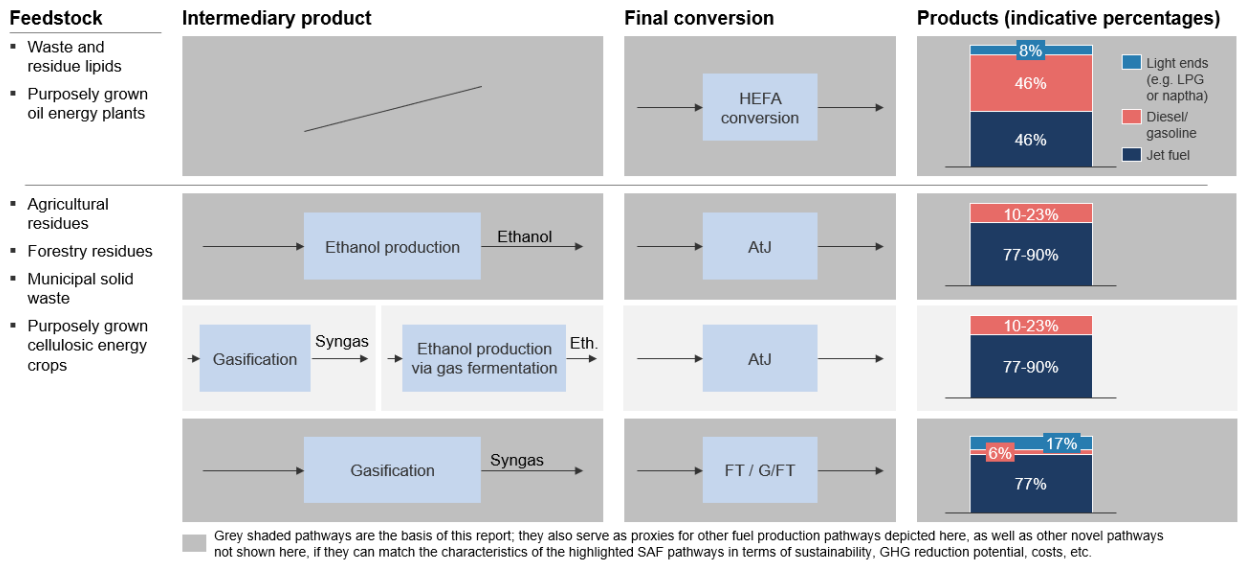 Feedstock
Intermediary product
Final conversion
Products (indicative percentages)
▪ Waste and
residue lipids
▪ Purposely grown
oil energy plants
HEFA
conversion
8%
46%
46%
Light ends
(e.g. LPG
or naptha)
Diesel/
gasoline
Jet fuel
▪ Agricultural
residues
▪ Forestry residues
▪ Municipal solid
waste
▪ Purposely grown
cellulosic energy
crops
Ethanol production
Ethanol
AtJ
10-23%
77-90%
Gasification
Syngas
Ethanol production
via gas fermentation
Eth.
AtJ
10-23%
77-90%
Gasification
Syngas
FT / G/FT
17%
6%
77%
Grey shaded pathways are the basis of this report; they also serve as proxies for other fuel production pathways depicted here, as well as other novel pathways
not shown here, if they can match the characteristics of the highlighted SAF pathways in terms of sustainability, GHG reduction potential, costs, etc.